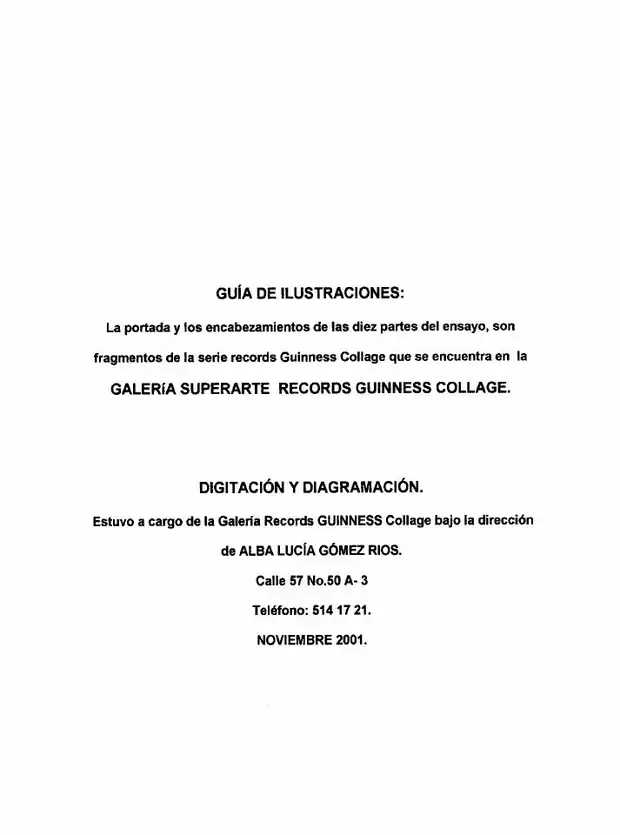 GUÍA DE ILUSTRACIONES:
La portada y los encabezamientos de las diez partes del ensayo, son
fragmentos de la serie records Guinness Collage que se encuentra en la
GALERÍA SUPERARTE RECORDS GUINNESS COLLAGE.
DIGITACIÓN Y DIAGRAMACIÓN.
Estuvo a cargo de la Galería Records GUINNESS Collage bajo la dirección
de ALBA LUCÍA GÓMEZ RIOS.
Calle 57 No.50 A- 3
Teléfono: 514 17 21.
NOVIEMBRE 2001.